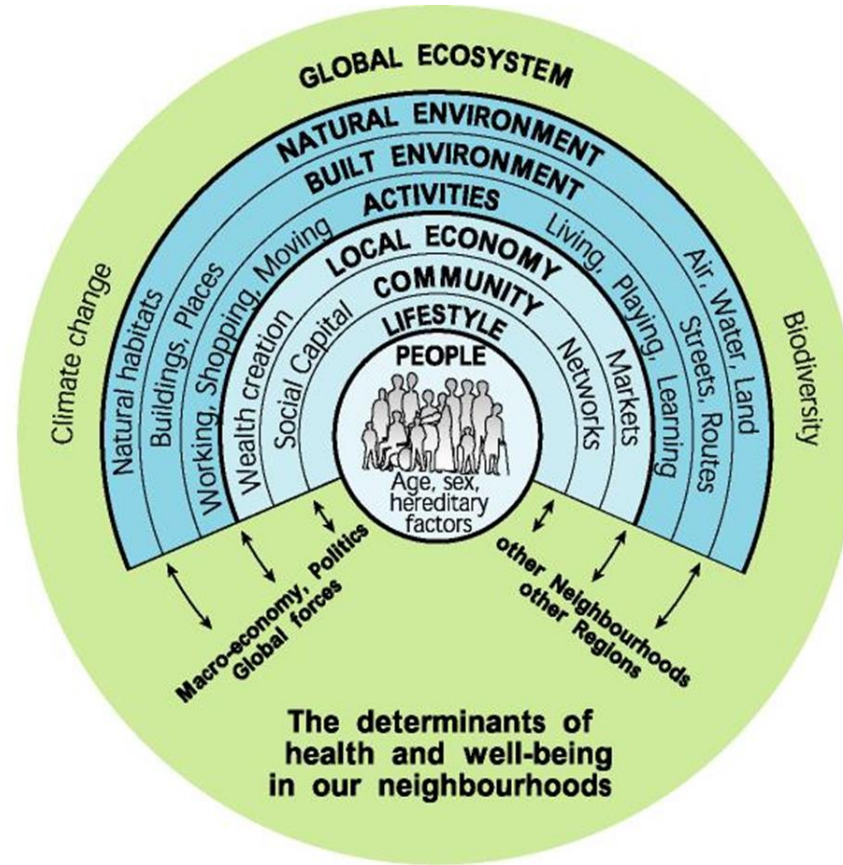 GLOBAL ECOSYSTEM
NATURAL ENVIRONMENT
BUILT ENVIRONMENT
ACTIVITIES
LOCAL ECONOMY
COMMUNITY
LIFESTYLE
PEOPLE
Age, sex,
hereditary
factors
Climate change
Natural habitats
Buildings, Places
Working, Shopping, Moving
Wealth creation
Social Capital
Networks
Markets
Living, Playing, Learning
Streets, Routes
Air, Water, Land
Biodiversity
Macro-economy, Politics
Global forces
other Neighbourhoods
other Regions
The determinants of
health and well-being
in our neighbourhoods